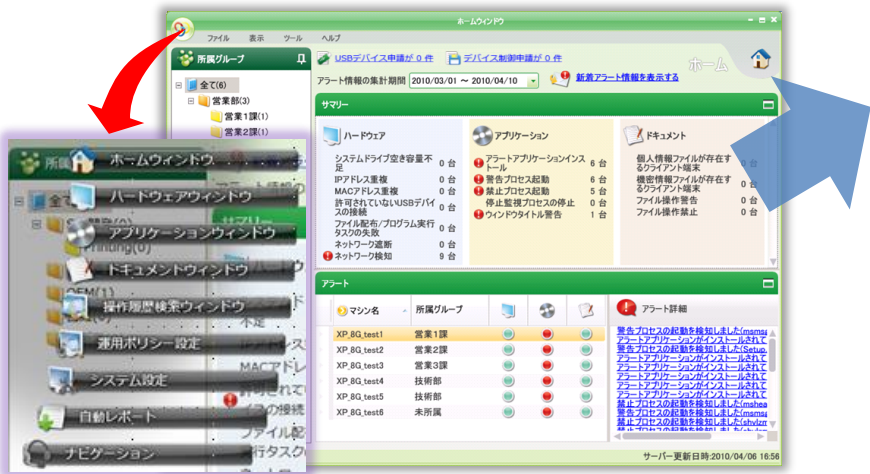 ホームウィンドウ
ファイル 表示 ツール ヘルプ
所属グループ
USBデバイス申請が 0 件 デバイス制御申請が 0 件
ホーム
アラート情報の集計期間 2010/03/01 ～ 2010/04/10 新着アラート情報を表示する
全て(6)
営業部(3)
営業1課(1)
営業2課(1)
サマリー
ハードウェア
システムドライブ空き容量不足 0 台
IPアドレス重複 0 台
MACアドレス重複 0 台
許可されていないUSBデバイスの接続 0 台
ファイル配布/プログラム実行タスクの失敗 0 台
ネットワーク遮断 0 台
ネットワーク検知 9 台
アプリケーション
アラートアプリケーションインストール 6 台
警告プロセス起動 6 台
禁止プロセス起動 5 台
停止監視プロセスの停止 0 台
ウィンドウタイトル警告 1 台
ドキュメント
個人情報ファイルが存在するクライアント端末 0 台
機密情報ファイルが存在するクライアント端末 0 台
ファイル操作警告 0 台
ファイル操作禁止 0 台
アラート
マシン名 所属グループ
XP_8G_test1 営業1課
XP_8G_test2 営業2課
XP_8G_test3 営業3課
XP_8G_test4 技術部
XP_8G_test5 技術部
XP_8G_test6 未所属
アラート詳細
警告プロセスの起動を検知しました(msmsg
アラートアプリケーションがインストールされて
警告プロセスの起動を検知しました(Setup.
アラートアプリケーションがインストールされて
アラートアプリケーションがインストールされて
アラートアプリケーションがインストールされて
アラートアプリケーションがインストールされて
禁止プロセスの起動を検知しました(mshea
警告プロセスの起動を検知しました(msmsg
禁止プロセスの起動を検知しました(shvlzm
サーバー更新日時:2010/04/06 16:56
ホームウィンドウ
ハードウェアウィンドウ
アプリケーションウィンドウ
Printing(0)
ドキュメントウィンドウ
OEM(1)
操作履歴検索ウィンドウ
運用ポリシー設定
システム設定
自動レポート
ナビゲーション